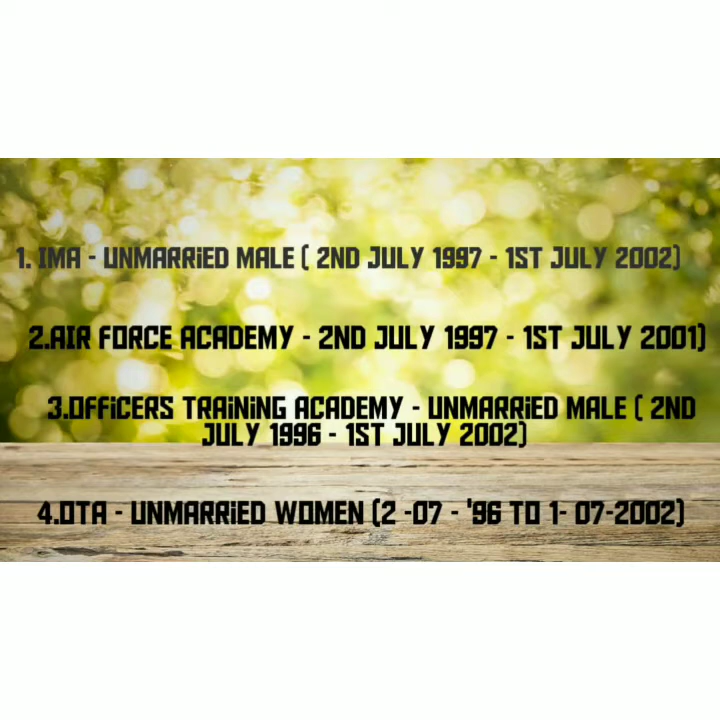 1. IMA - UNMARRiED MALE ( 2ND JULY 1997 - 1ST JULY 2002)
2.AIR FORCE ACADEMY - 2ND JULY 1997 - 1ST JULY 2001)
3.OFFiCERS TRAiNiNG ACADEMY - UNMARRiED MALE ( 2ND
JULY 1996 - 1ST JULY 2002)
4.OTA - UNMARRiED WOMEN (2 -07 - '96 TO 1- 07-2002)